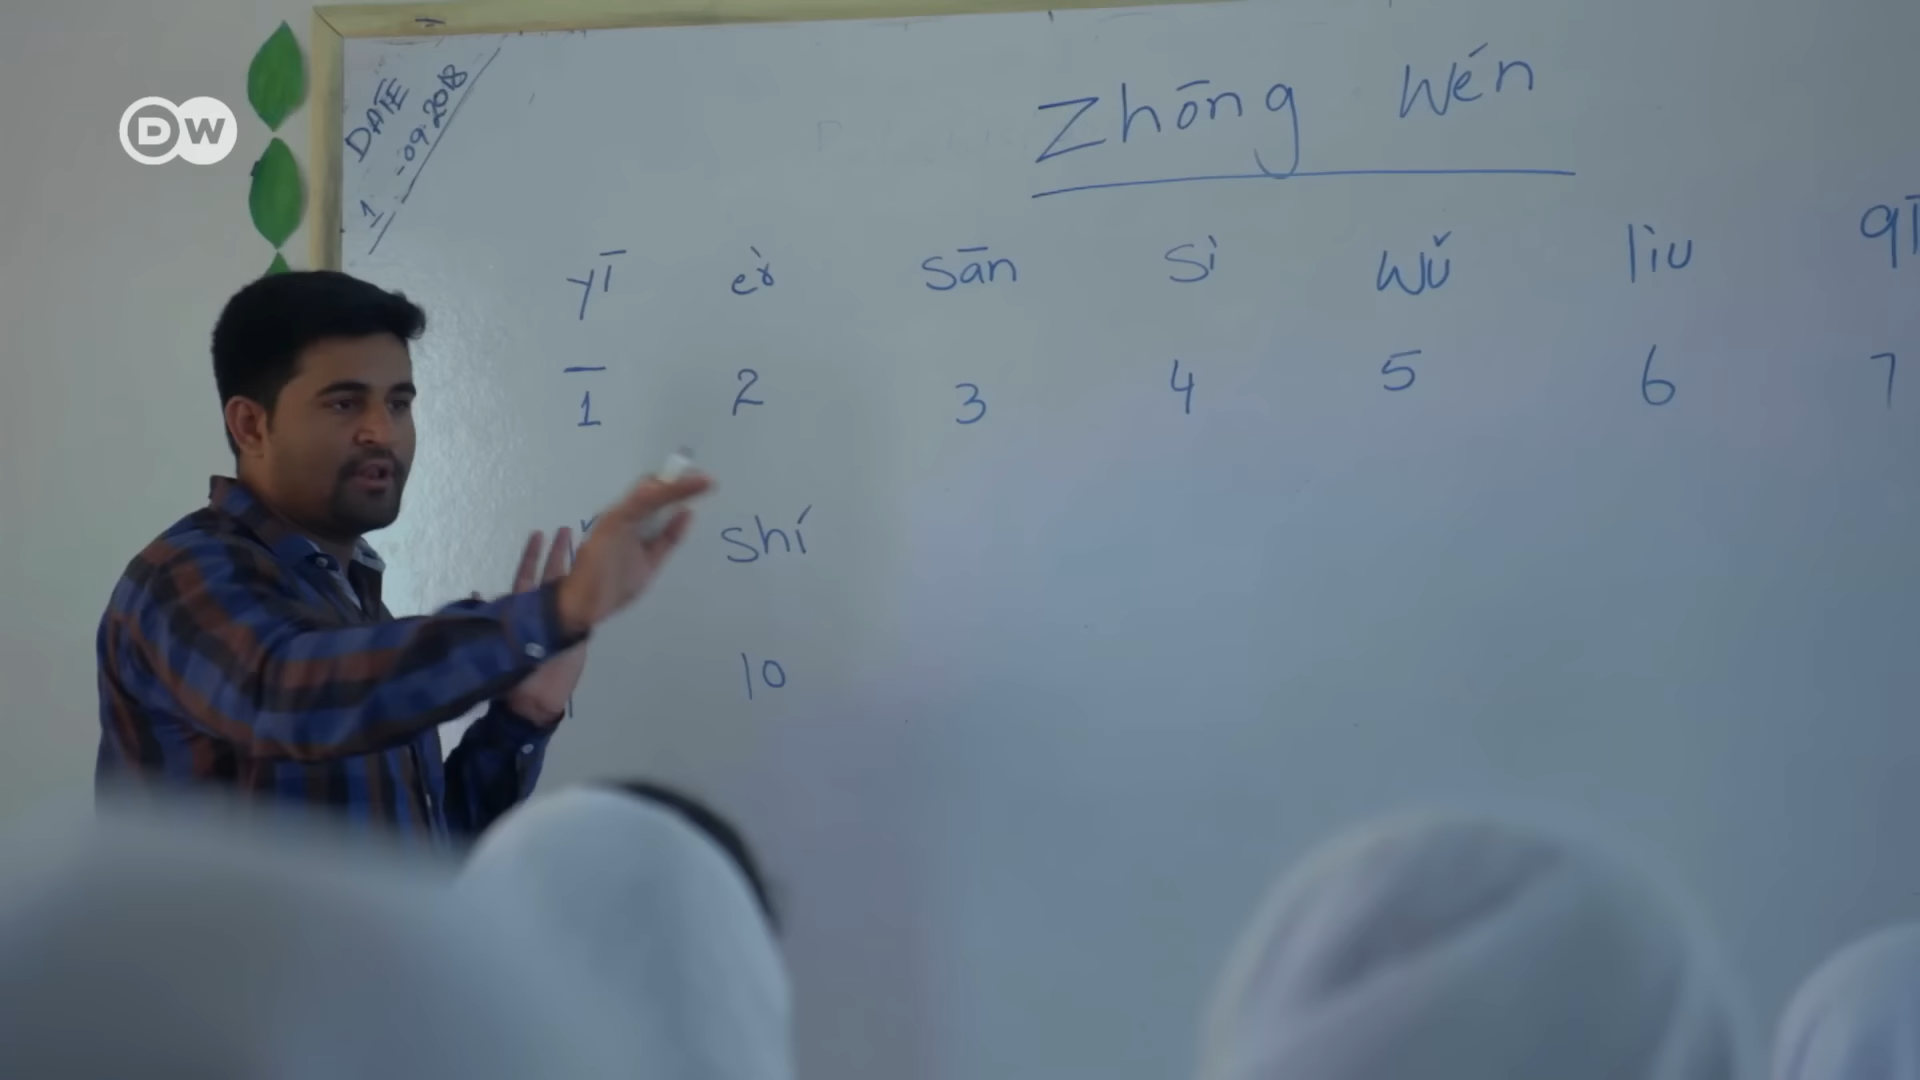 DW
DATE
1 -09-2018
Zhōng Wén
yī èr sān sì wǔ lìu qī
1 2 3 4 5 6 7
shí
10